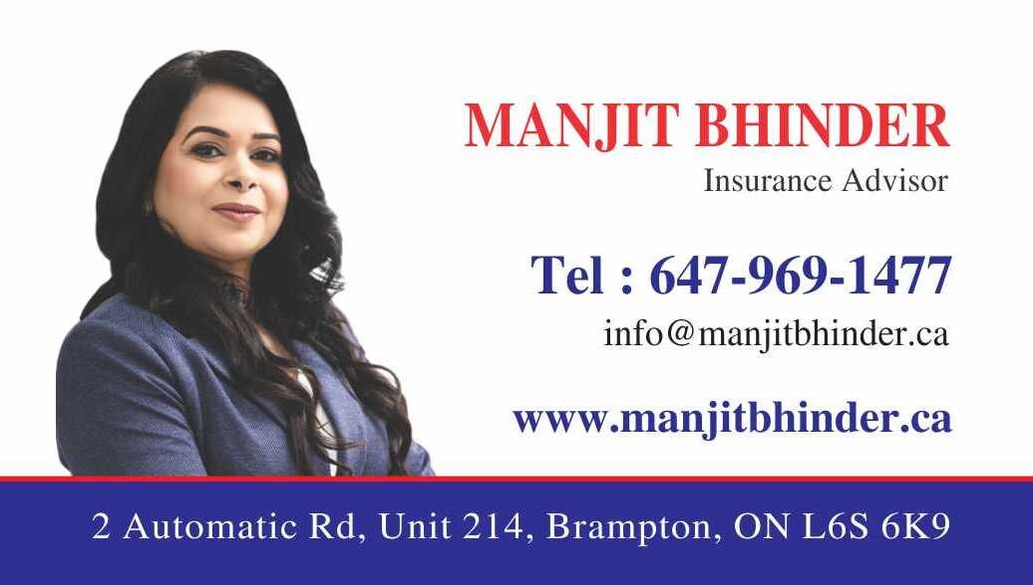 MANJIT BHINDER
Insurance Advisor
Tel : 647-969-1477
info@manjitbhinder.ca
www.manjitbhinder.ca
2 Automatic Rd, Unit 214, Brampton, ON L6S 6K9